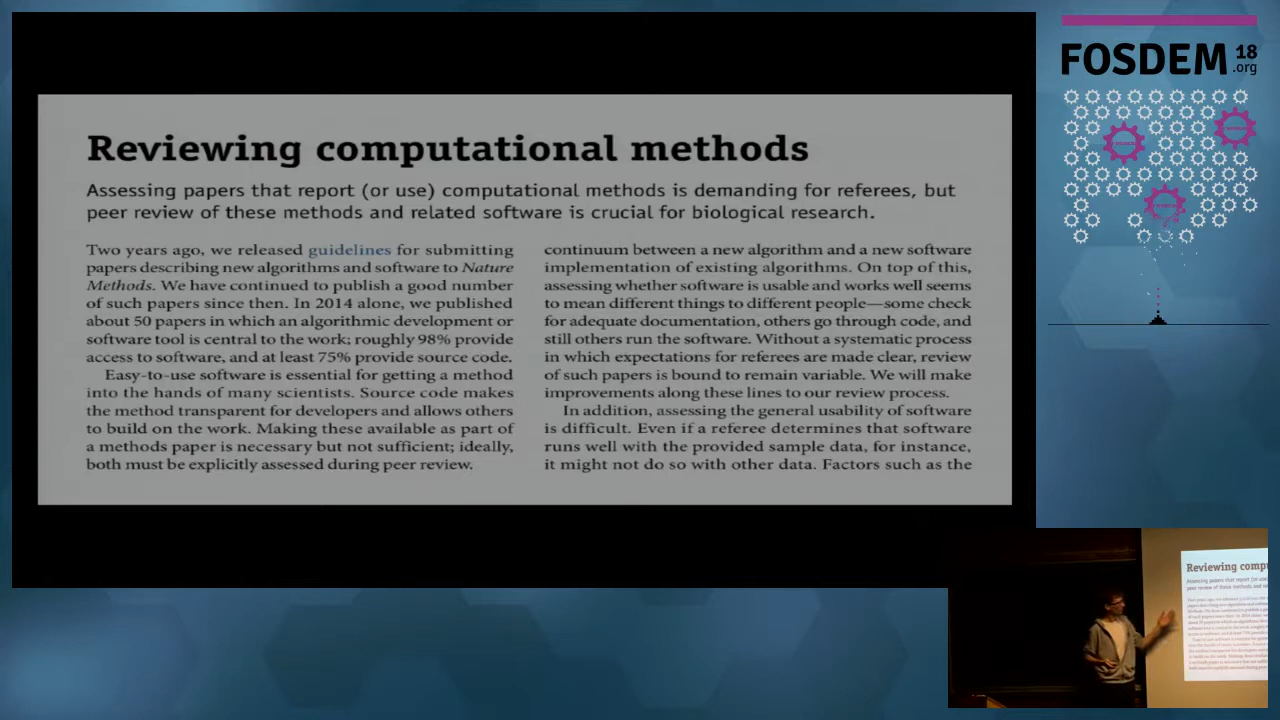 Reviewing computational methods
Assessing papers that report (or use) computational methods is demanding for referees, but
peer review of these methods and related software is crucial for biological research.
Two years ago, we released guidelines for submitting
papers describing new algorithms and software to Nature
Methods. We have continued to publish a good number
of such papers since then. In 2014 alone, we published
about 50 papers in which an algorithmic development or
software tool is central to the work; roughly 98% provide
access to software, and at least 75% provide source code.
Easy-to-use software is essential for getting a method
into the hands of many scientists. Source code makes
the method transparent for developers and allows others
to build on the work. Making these available as part of
a methods paper is necessary but not sufficient; ideally,
both must be explicitly assessed during peer review.
continuum between a new algorithm and a new software
implementation of existing algorithms. On top of this,
assessing whether software is usable and works well seems
to mean different things to different people—some check
for adequate documentation, others go through code, and
still others run the software. Without a systematic process
in which expectations for referees are made clear, review
of such papers is bound to remain variable. We will make
improvements along these lines to our review process.
In addition, assessing the general usability of software
is difficult. Even if a referee determines that software
runs well with the provided sample data, for instance,
it might not do so with other data. Factors such as the
FOSDEM 18
.org
Reviewing comp